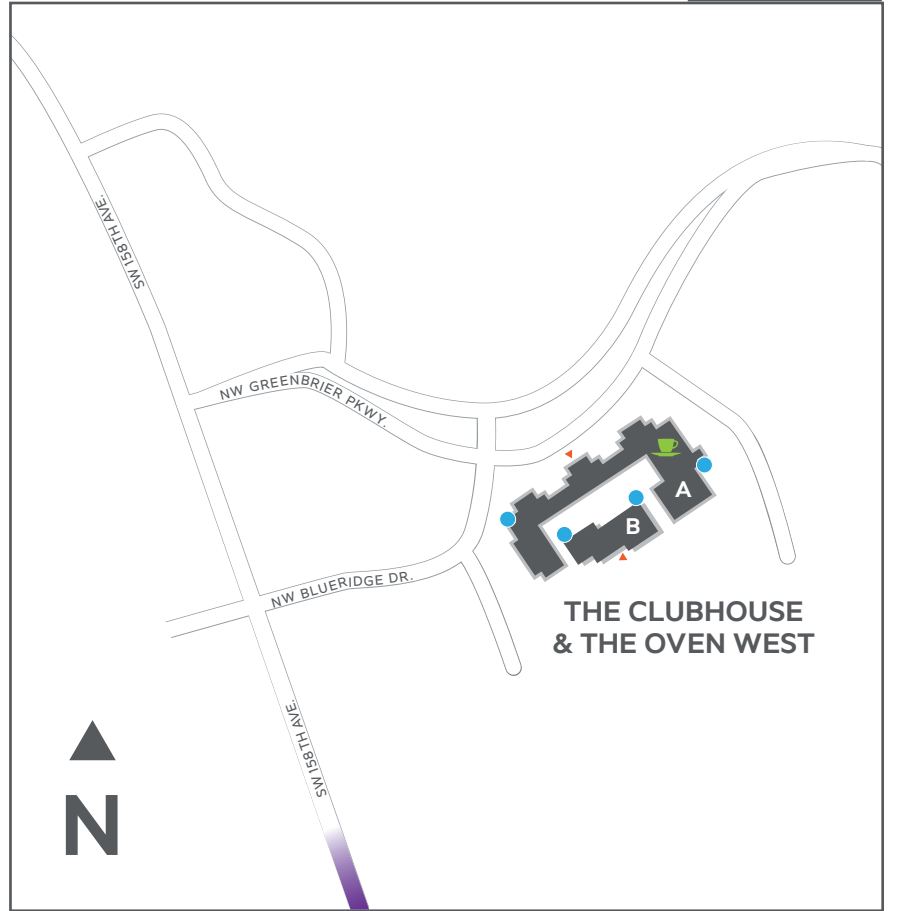 SW 158TH AVE.
NW GREENBRIER PKWY.
A
B
NW BLUERIDGE DR.
THE CLUBHOUSE
& THE OVEN WEST
SW 158TH AVE.
N